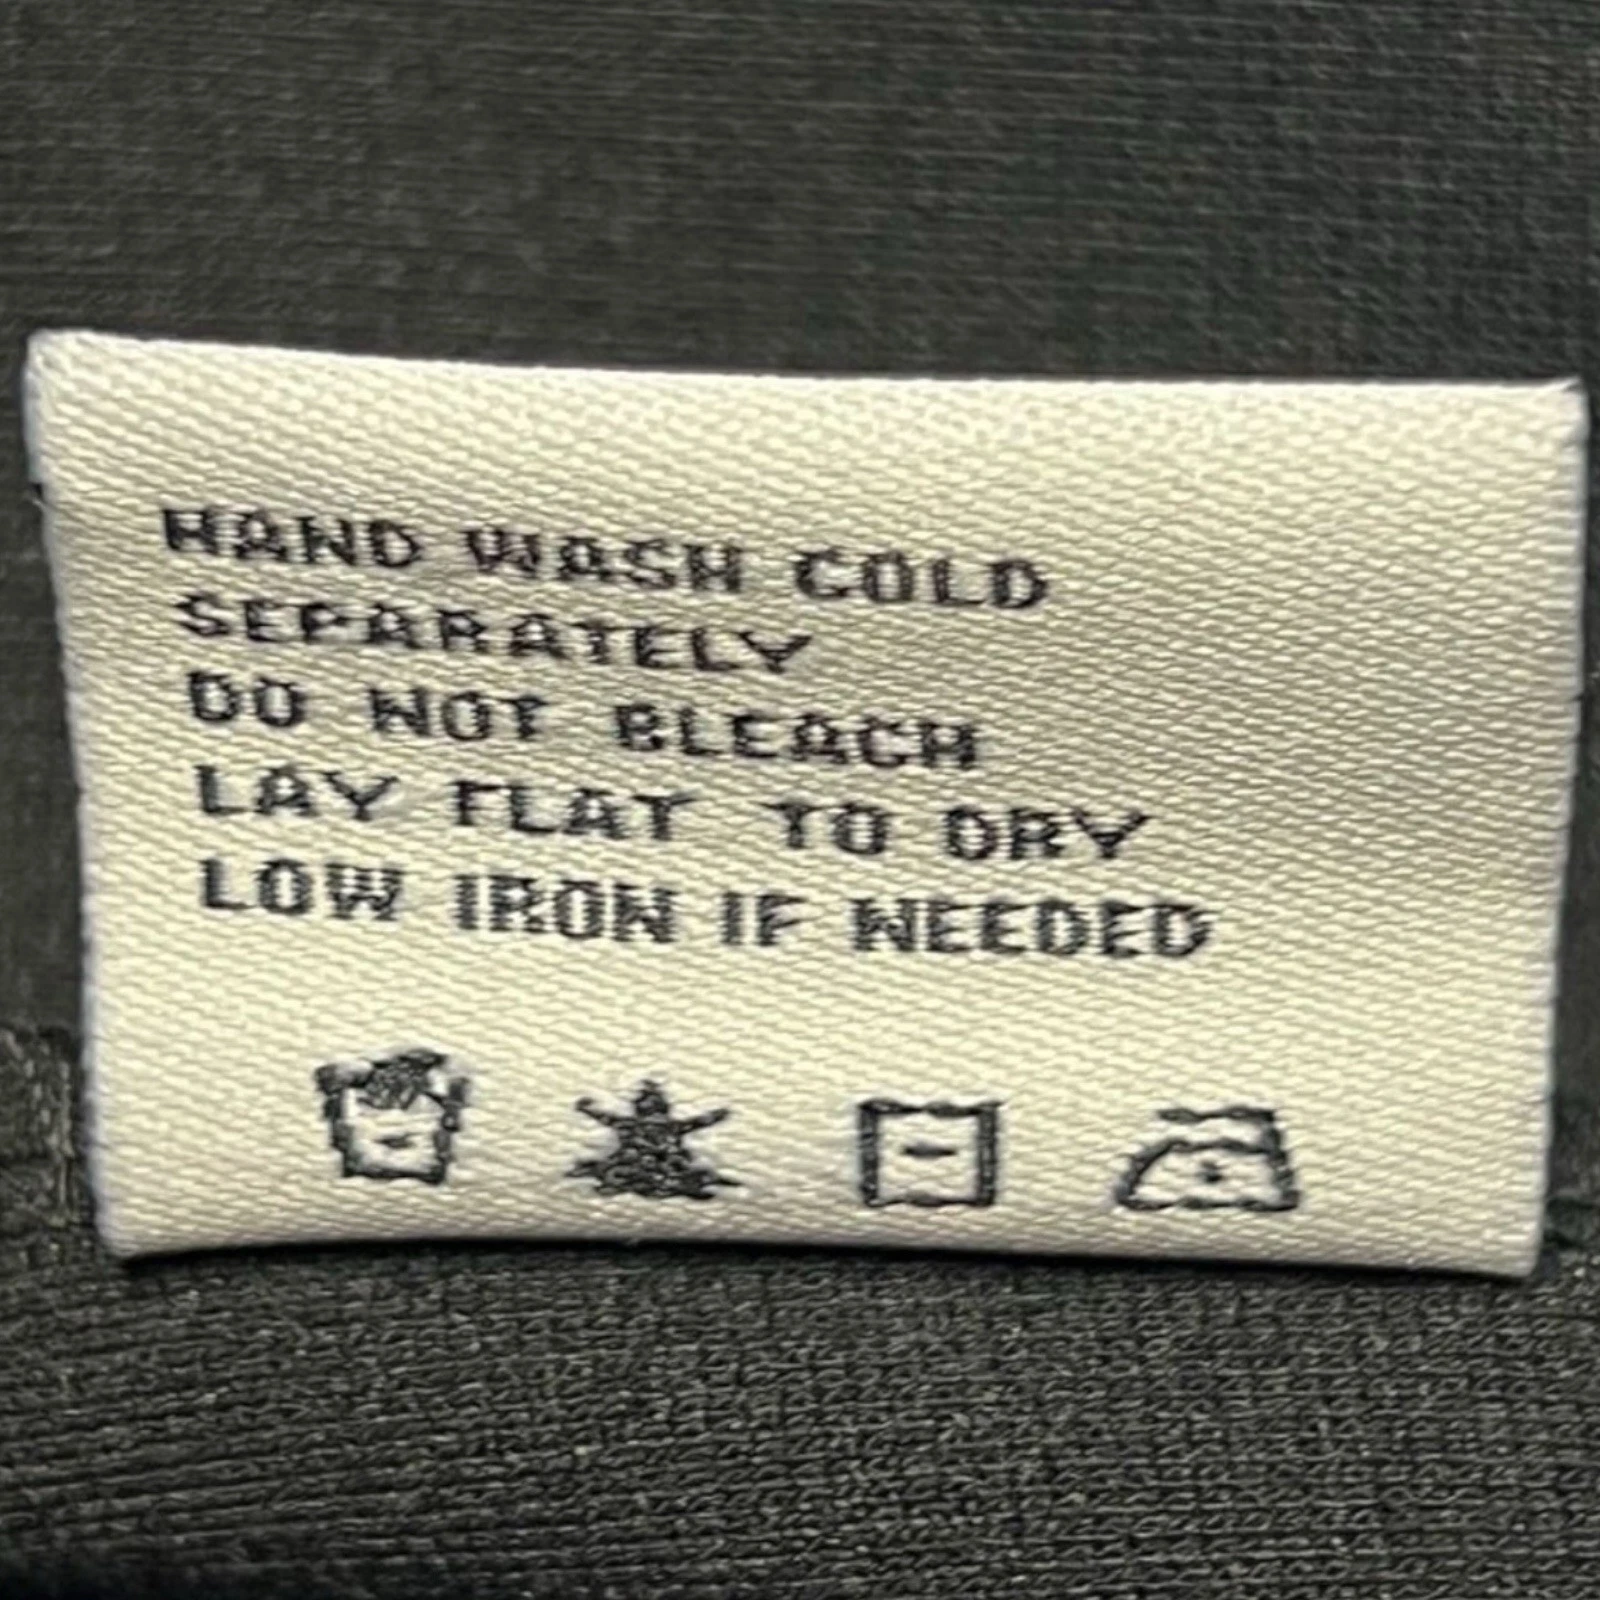 HAND WASH COLD
SEPARATELY
DO NOT BLEACH
LAY FLAT TO DRY
LOW IRON IF NEEDED